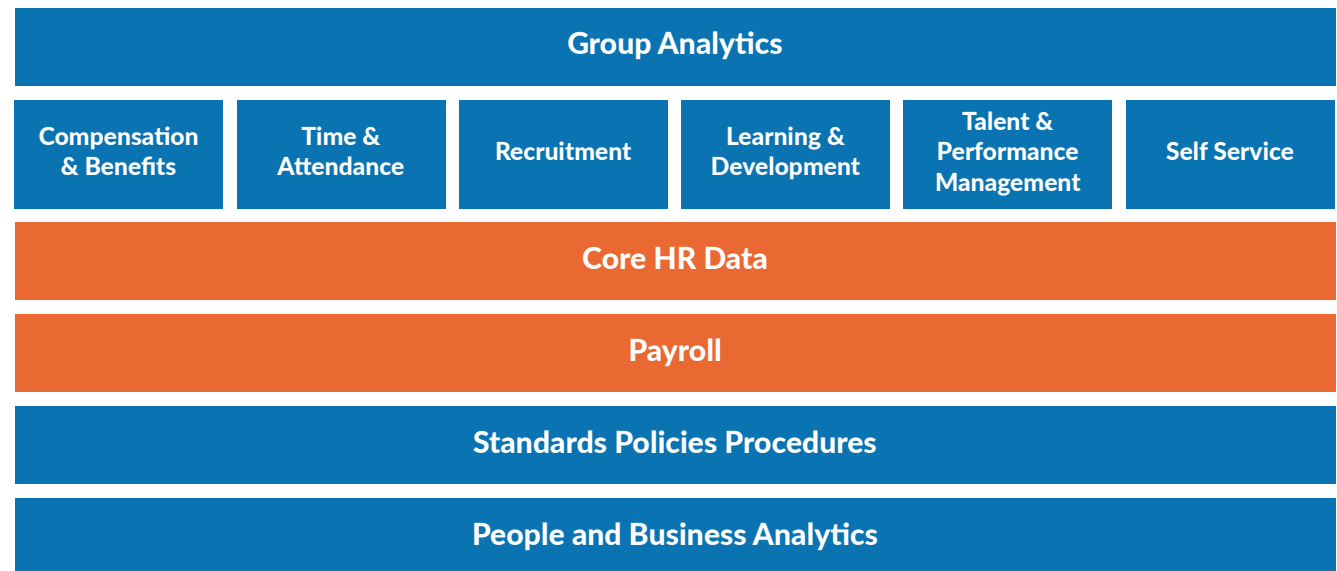 Group Analytics
Compensation
& Benefits
Time &
Attendance
Recruitment
Learning &
Development
Talent &
Performance
Management
Self Service
Core HR Data
Payroll
Standards Policies Procedures
People and Business Analytics